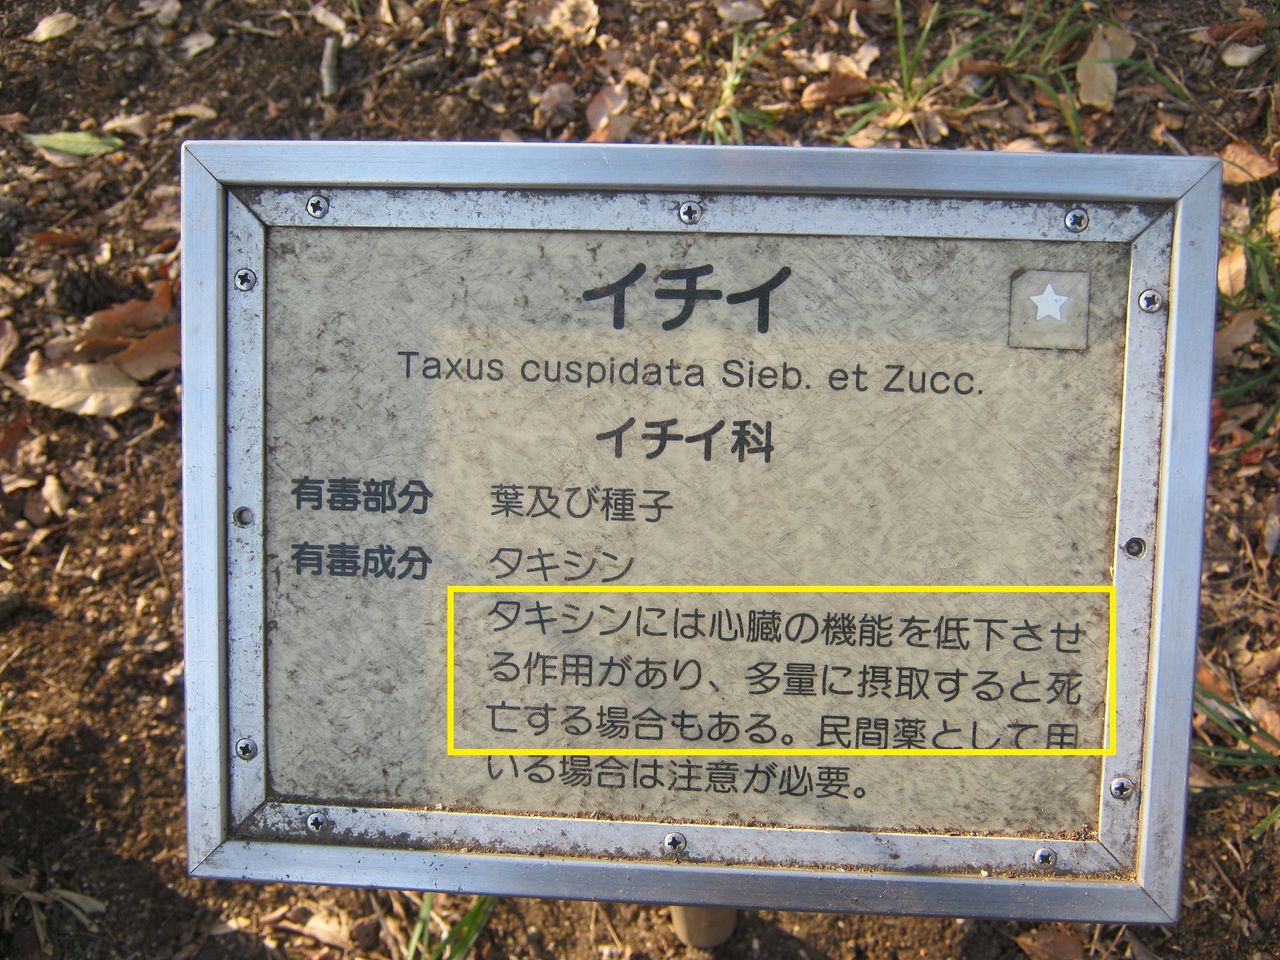 イチイ
Taxus cuspidata Sieb. et Zucc.
イチイ科
有毒部分 葉及び種子
有毒成分 タキシン
タキシンには心臓の機能を低下させ
る作用があり、多量に摂取すると死
亡する場合もある。民間薬として用
いる場合は注意が必要。